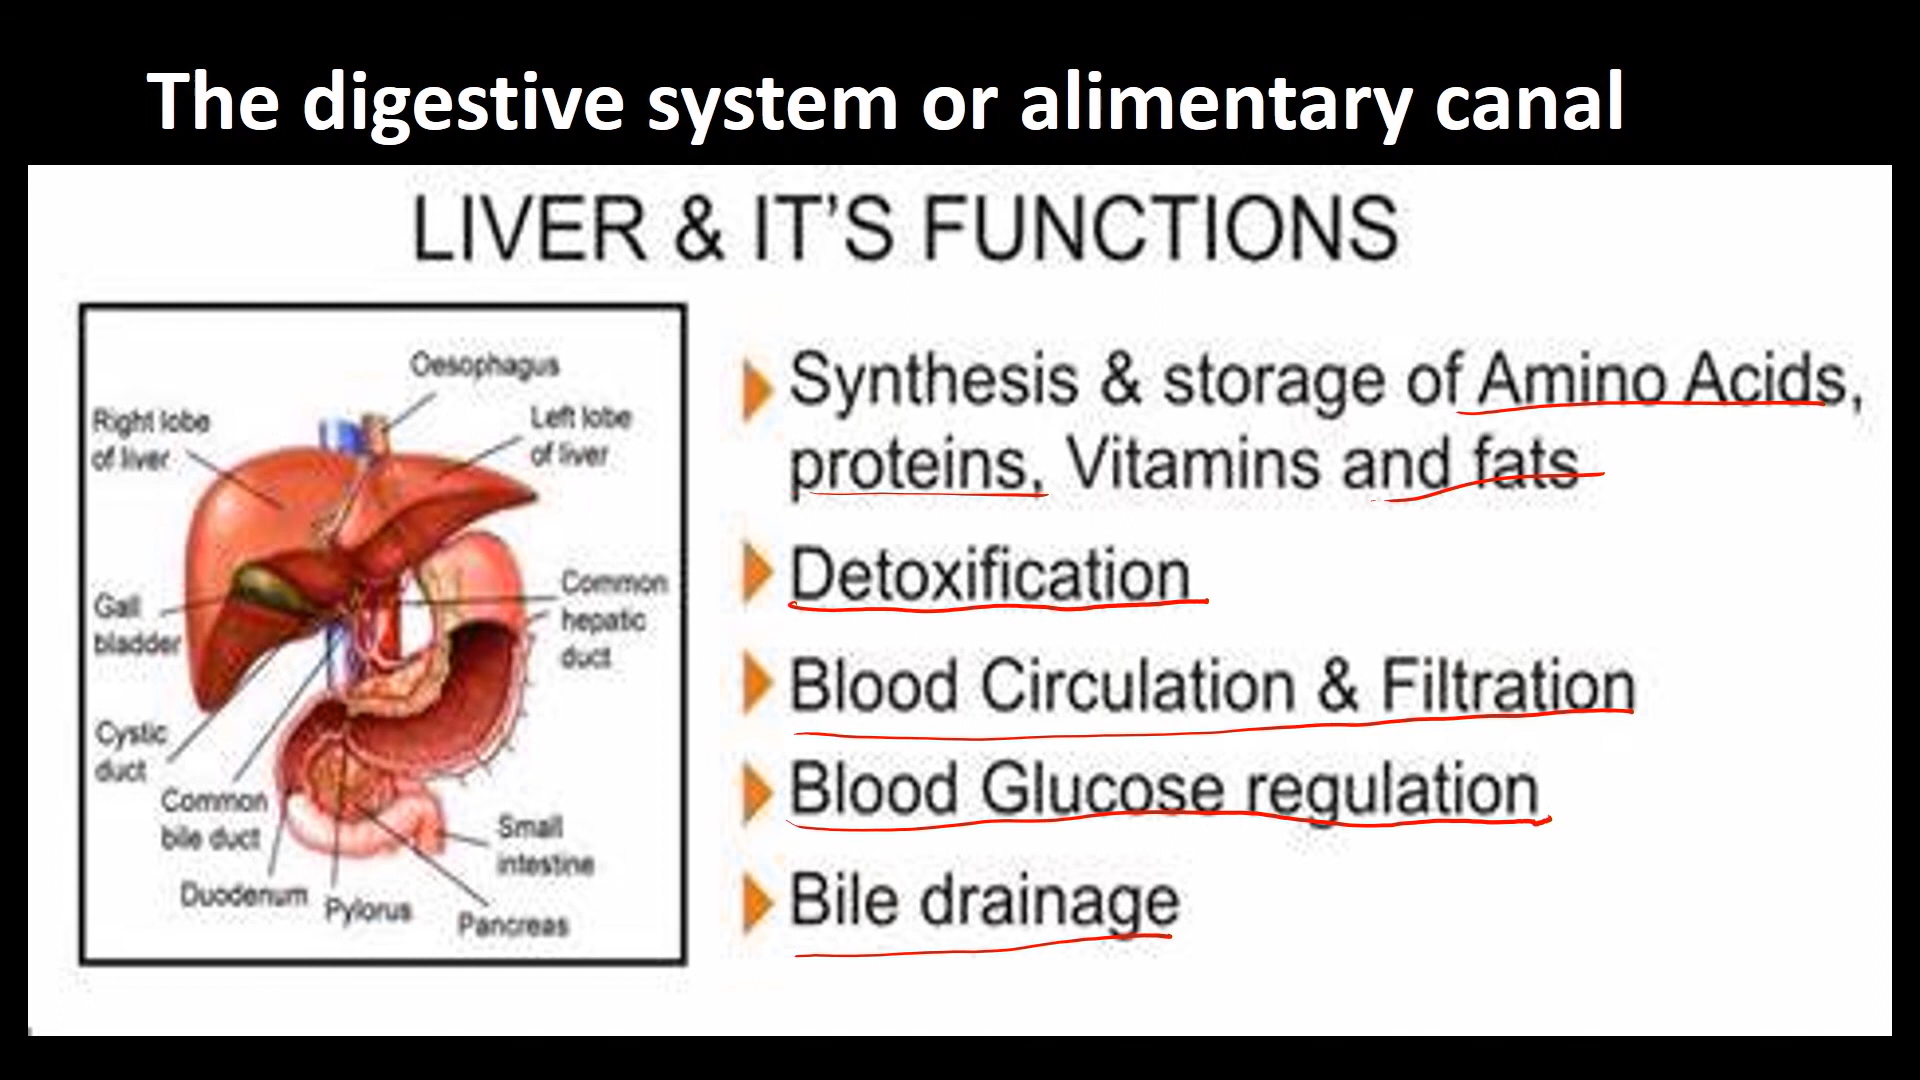 The digestive system or alimentary canal
LIVER & IT'S FUNCTIONS
Oesophagus
Right lobe
of liver
Left lobe
of liver
Gall
bladder
Common
hepatic
duct
Cystic
duct
Common
bile duct
Small
intestine
Duodenum
Pylorus
Pancreas
Synthesis & storage of Amino Acids,
proteins, Vitamins and fats
Detoxification
Blood Circulation & Filtration
Blood Glucose regulation
Bile drainage